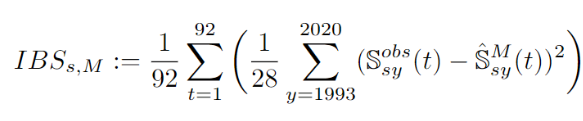 $IBS_{s,M} := \frac{1}{92} \sum_{t=1}^{92} \left( \frac{1}{28} \sum_{y=1993}^{2020} (\mathbb{S}_{sy}^{obs}(t) - \hat{\mathbb{S}}_{sy}^{M}(t))^2 \right)$